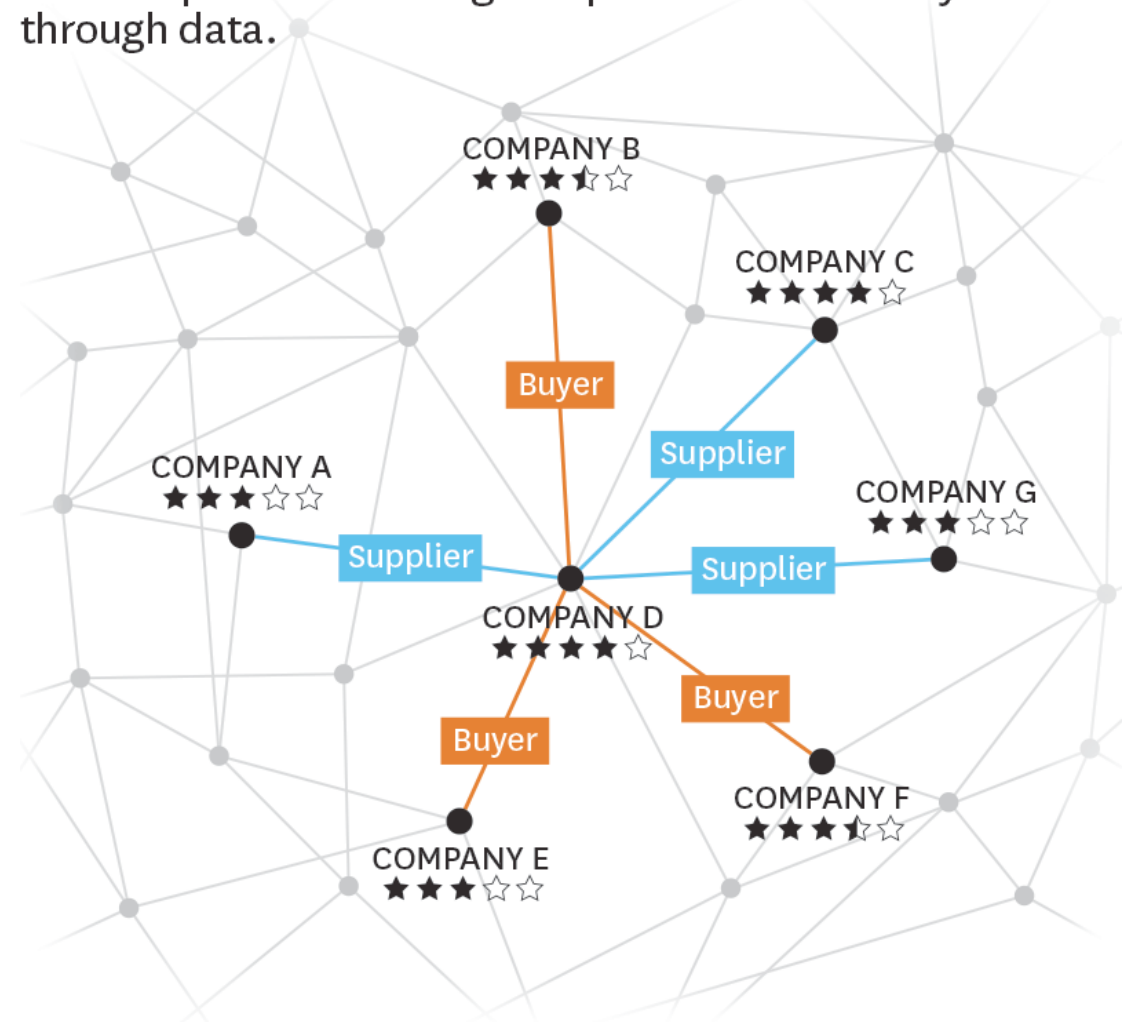 through data.
COMPANY B
COMPANY C
Buyer
Supplier
COMPANY A
COMPANY G
Supplier
Supplier
COMPANY D
Buyer
Buyer
COMPANY F
COMPANY E